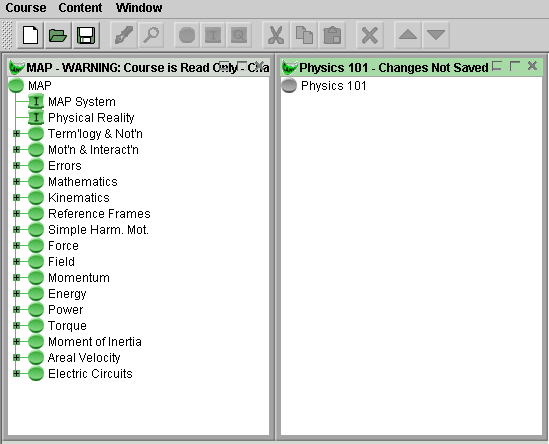 Course Content Window
MAP - WARNING: Course is Read Only - Cha
Physics 101 - Changes Not Saved
MAP
MAP System
Physical Reality
Term'logy & Not'n
Mot'n & Interact'n
Errors
Mathematics
Kinematics
Reference Frames
Simple Harm. Mot.
Force
Field
Momentum
Energy
Power
Torque
Moment of Inertia
Areal Velocity
Electric Circuits
Physics 101